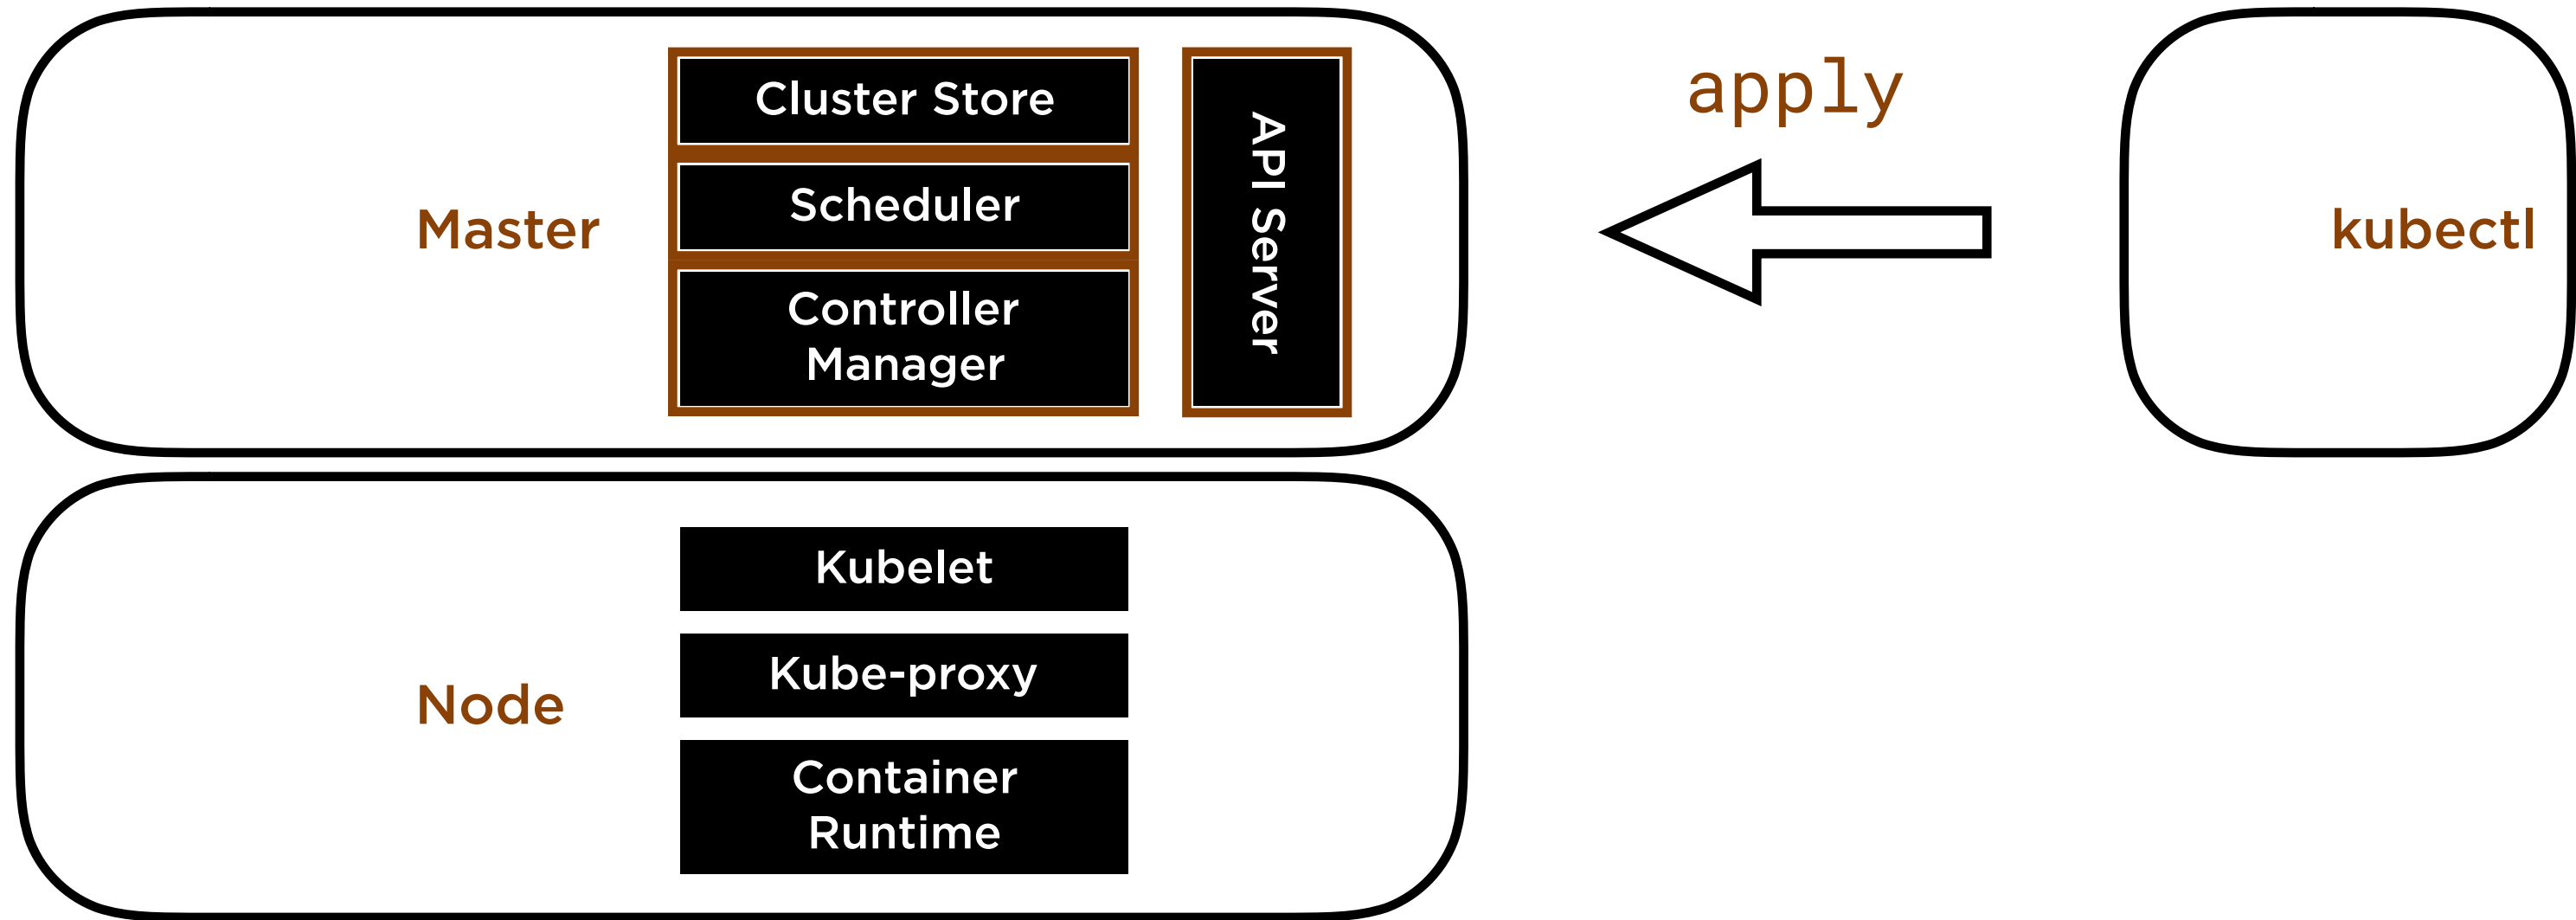 Master
Cluster Store
Scheduler
Controller
Manager
API Server
apply
kubectl
Node
Kubelet
Kube-proxy
Container
Runtime